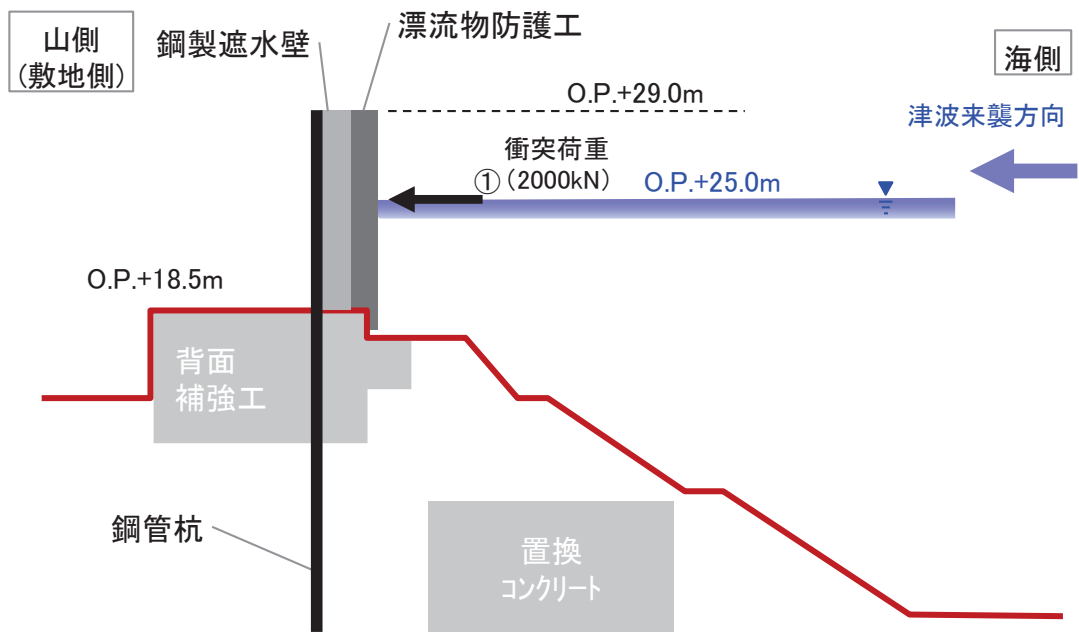 山側
(敷地側)
鋼製遮水壁
漂流物防護工
海側
O.P.+29.0m
津波来襲方向
衝突荷重
①(2000kN)
O.P.+25.0m
O.P.+18.5m
背面
補強工
鋼管杭
置換
コンクリート